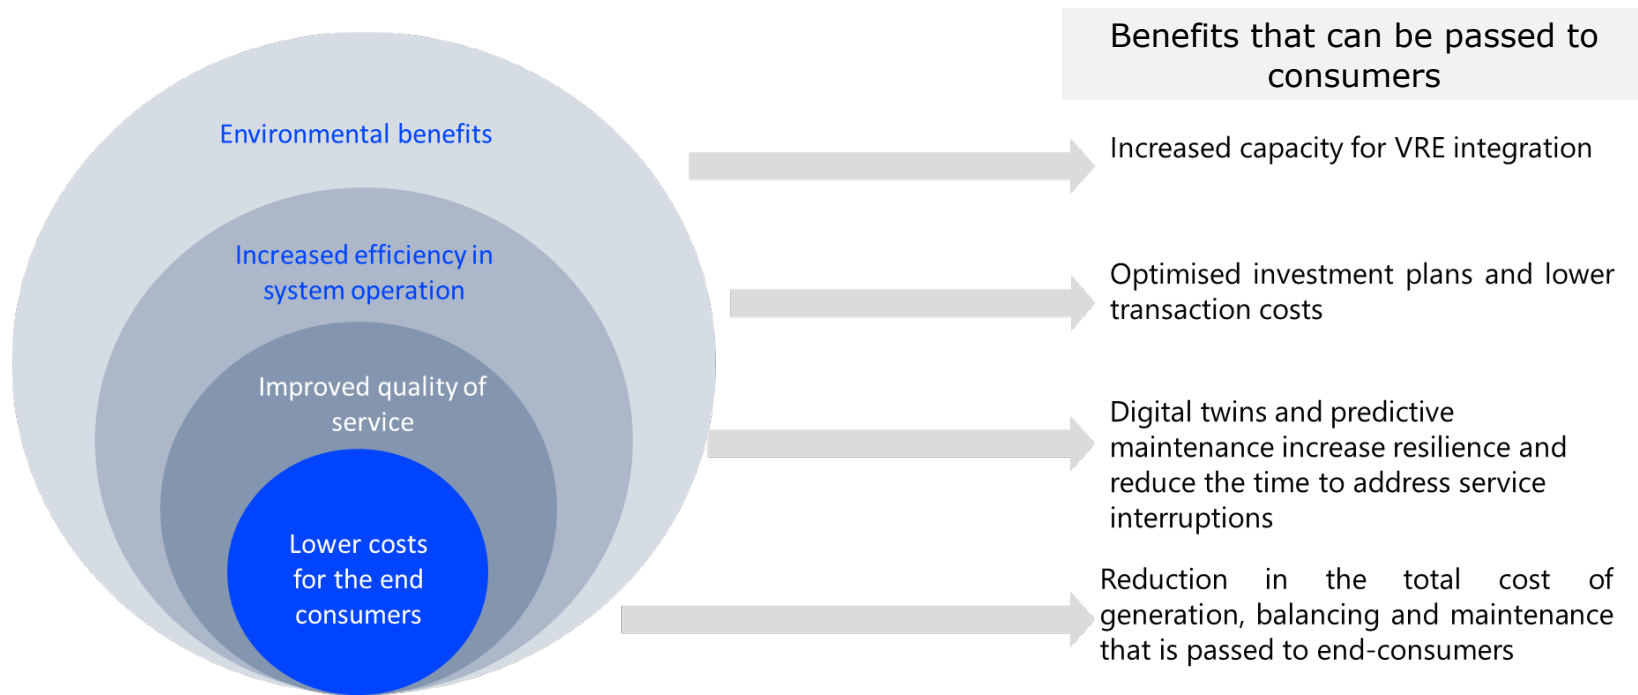 Benefits that can be passed to
consumers
Environmental benefits
Increased capacity for VRE integration
Increased efficiency in
system operation
Optimised investment plans and lower
transaction costs
Improved quality of
service
Digital twins and predictive
maintenance increase resilience and
reduce the time to address service
interruptions
Lower costs
for the end
consumers
Reduction in the total cost of
generation, balancing and maintenance
that is passed to end-consumers